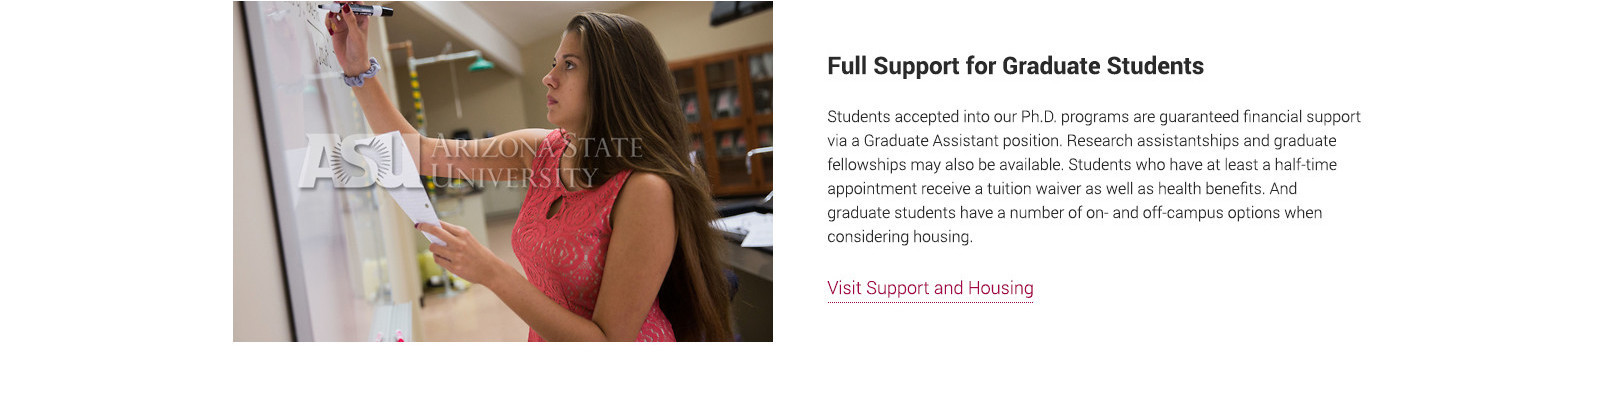 ASU ARIZONA STATE
UNIVERSITY
Full Support for Graduate Students
Students accepted into our Ph.D. programs are guaranteed financial support
via a Graduate Assistant position. Research assistantships and graduate
fellowships may also be available. Students who have at least a half-time
appointment receive a tuition waiver as well as health benefits. And
graduate students have a number of on- and off-campus options when
considering housing.
Visit Support and Housing